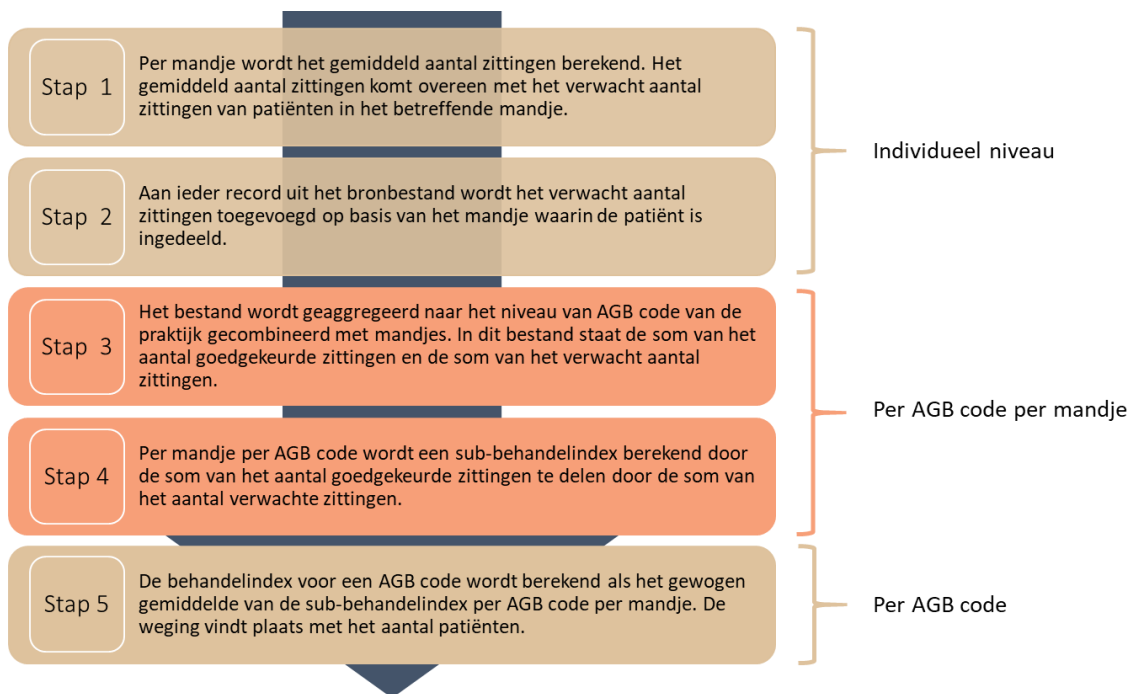 Stap 1
Per mandje wordt het gemiddeld aantal zittingen berekend. Het
gemiddeld aantal zittingen komt overeen met het verwacht aantal
zittingen van patiënten in het betreffende mandje.
Stap 2
Aan ieder record uit het bronbestand wordt het verwacht aantal
zittingen toegevoegd op basis van het mandje waarin de patiënt is
ingedeeld.
Individueel niveau
Stap 3
Het bestand wordt geaggregeerd naar het niveau van AGB code van de
praktijk gecombineerd met mandjes. In dit bestand staat de som van het
aantal goedgekeurde zittingen en de som van het verwacht aantal
zittingen.
Stap 4
Per mandje per AGB code wordt een sub-behandelindex berekend door
de som van het aantal goedgekeurde zittingen te delen door de som van
het aantal verwachte zittingen.
Per AGB code per mandje
Stap 5
De behandelindex voor een AGB code wordt berekend als het gewogen
gemiddelde van de sub-behandelindex per AGB code per mandje. De
weging vindt plaats met het aantal patiënten.
Per AGB code